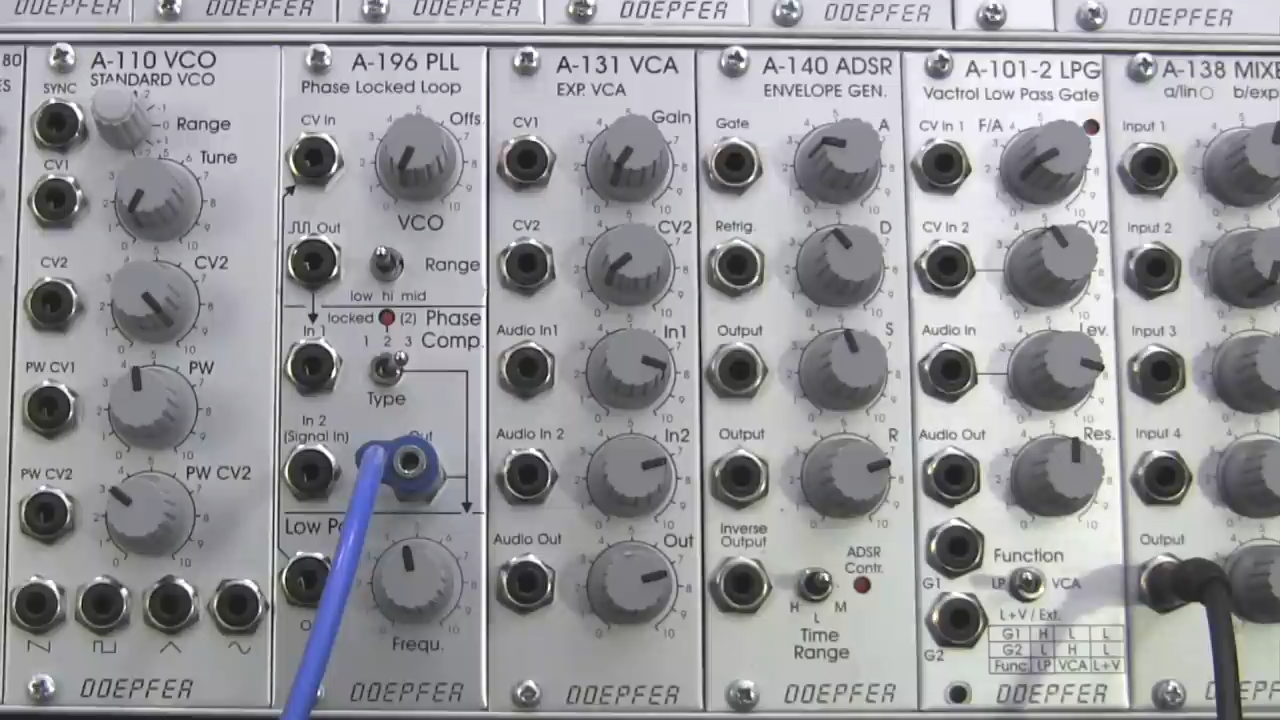 DOEPFER DOEPFER DOEPFER DOEPFER DOEPFER DOEPFER
80
A-110 VCO
STANDARD VCO
SYNC
Range
CV1
Tune
CV2
CV2
PW CV1
PW
PW CV2
PW CV2
DOEPFER
A-196 PLL
Phase Locked Loop
CV In
Offs.
VCO
Out
Range
low hi mid
locked (2) Phase
Comp.
In 1
1 2 3
Type
In 2
(Signal In)
Out
Low
Frequ.
DOEPFER
A-131 VCA
EXP. VCA
CV1
Gain
CV2
CV2
Audio In1
In1
Audio In 2
In2
Audio Out
Out
DOEPFER
A-140 ADSR
ENVELOPE GEN.
Gate
A
Retrig.
D
Output
S
Output
R
Inverse
Output
ADSR
Contr.
H L M
Time
Range
DOEPFER
A-101-2 LPG
Vactrol Low Pass Gate
CV In 1
F/A
CV In 2
CV2
Audio In
Lev.
Audio Out
Res.
Function
G1
LP VCA
L+V / Ext.
G1 H L L
G2 L H L
Func. LP VCA L+V
G2
DOEPFER
A-138 MIXE
a/lin b/exp
Input 1
Input 2
Input 3
Input 4
Output